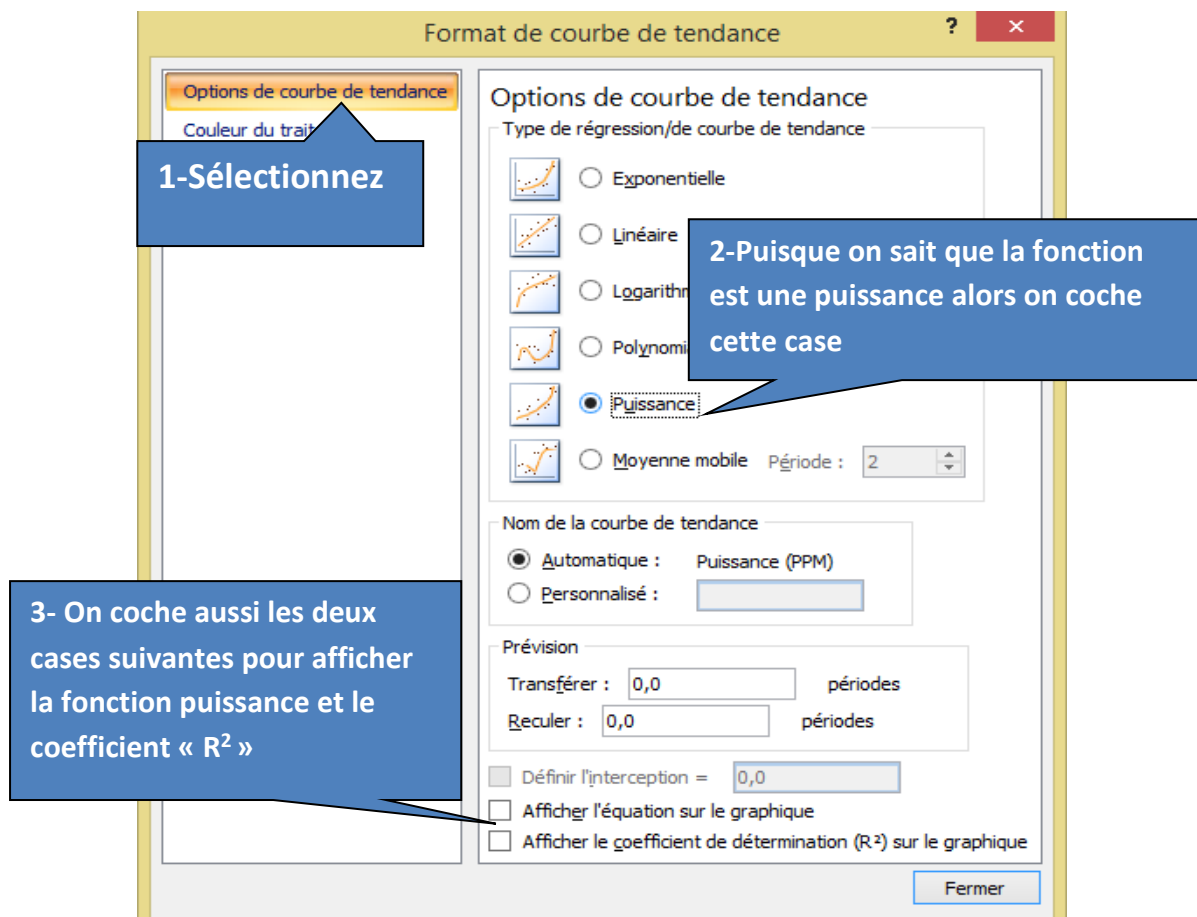 Format de courbe de tendance
?
×
Options de courbe de tendance
Couleur du trait
1-Sélectionnez
Options de courbe de tendance
Type de régression/de courbe de tendance
Exponentielle
Linéaire
2-Puisque on sait que la fonction
est une puissance alors on coche
cette case
Logarithm
Polynomia
Puissance
Moyenne mobile Période : 2
Nom de la courbe de tendance
Automatique : Puissance (PPM)
Personnalisé :
3- On coche aussi les deux
cases suivantes pour afficher
la fonction puissance et le
coefficient « R² »
Prévision
Transférer : 0,0 périodes
Reculer : 0,0 périodes
Définir l'interception = 0,0
Afficher l'équation sur le graphique
Afficher le coefficient de détermination (R²) sur le graphique
Fermer